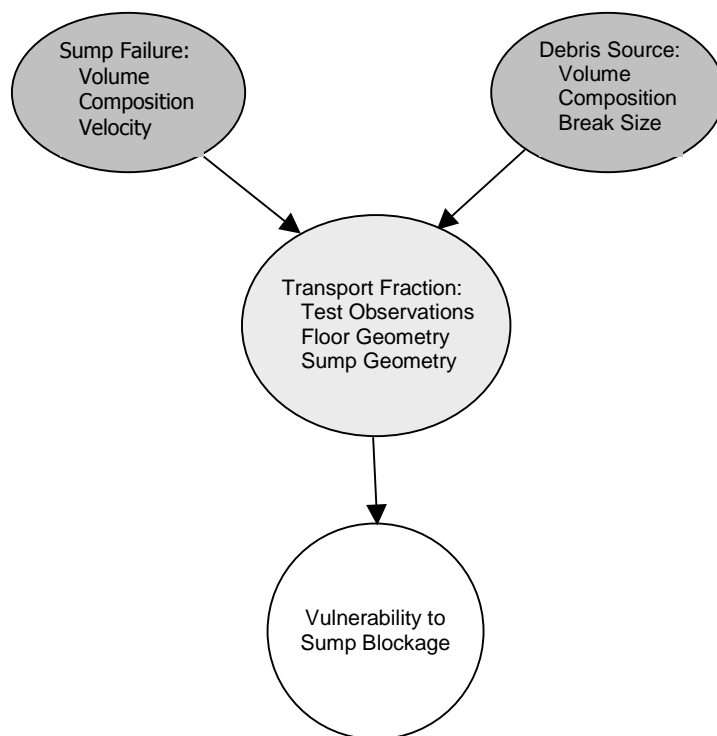 Sump Failure:
Volume
Composition
Velocity
Debris Source:
Volume
Composition
Break Size
Transport Fraction:
Test Observations
Floor Geometry
Sump Geometry
Vulnerability to
Sump Blockage